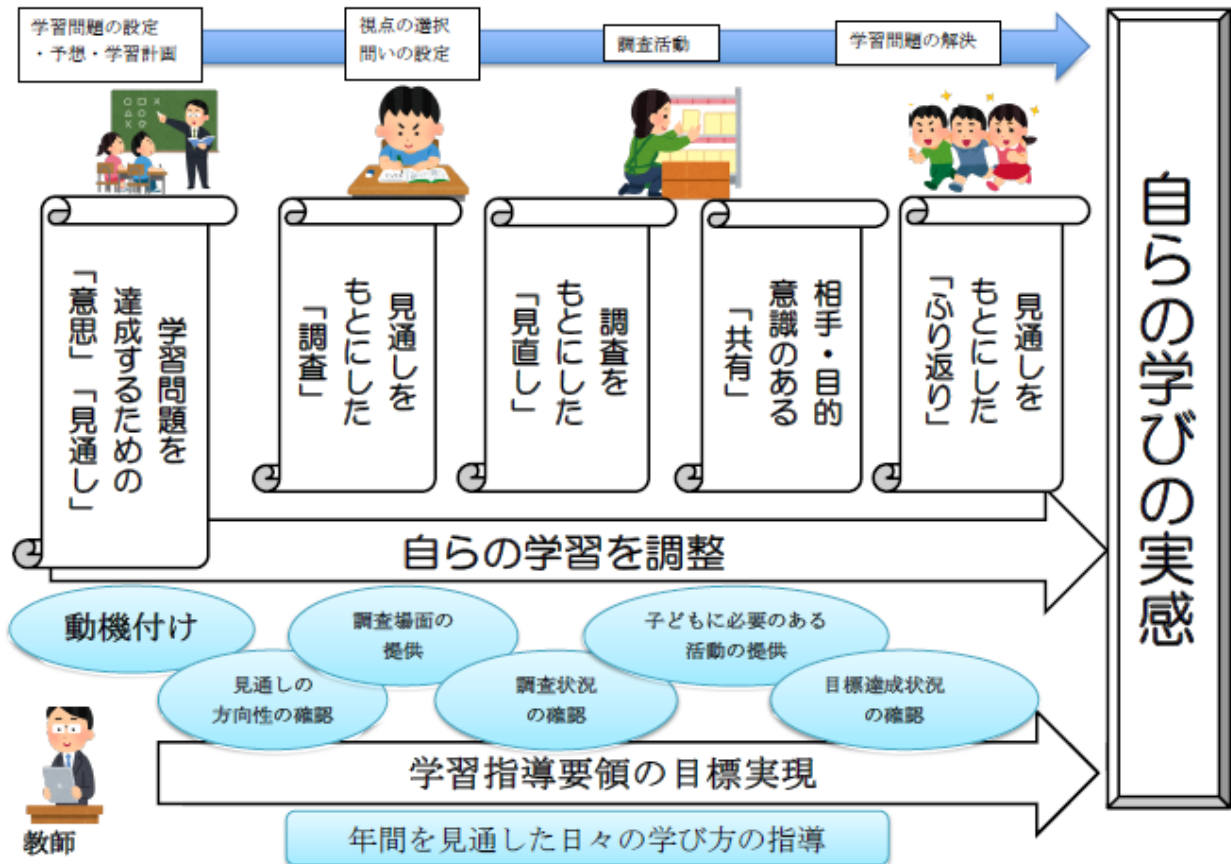 学習問題の設定
・予想・学習計画
視点の選択
問いの設定
調査活動
学習問題の解決
学習問題を
達成するための
「意思」「見通し」
見通しを
もとにした
「調査」
調査を
もとにした
「見直し」
相手・目的
意識のある
「共有」
見通しを
もとにした
「ふり返り」
自らの学びの実感
自らの学習を調整
動機付け
見通しの
方向性の確認
調査場面の
提供
調査状況
の確認
子どもに必要のある
活動の提供
目標達成状況
の確認
学習指導要領の目標実現
教師
年間を見通した日々の学び方の指導